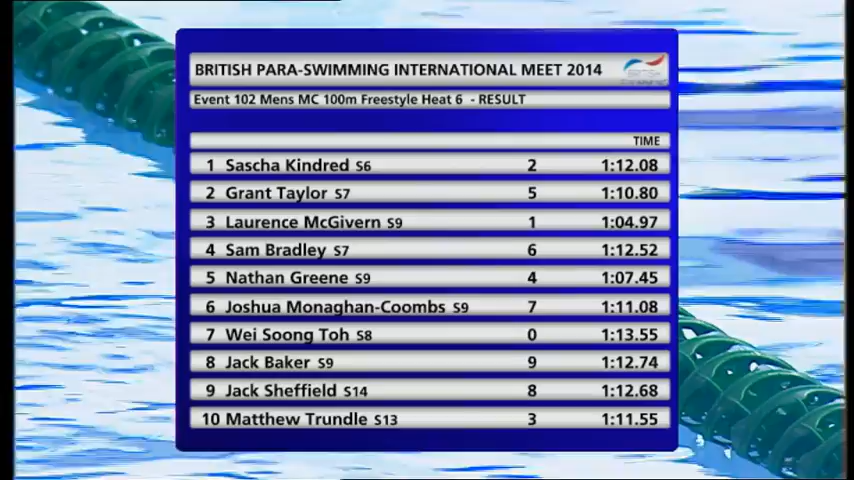 BRITISH PARA-SWIMMING INTERNATIONAL MEET 2014
BRITISH
Event 102 Mens MC 100m Freestyle Heat 6 - RESULT
TIME
1 Sascha Kindred S6 2 1:12.08
2 Grant Taylor S7 5 1:10.80
3 Laurence McGivern S9 1 1:04.97
4 Sam Bradley S7 6 1:12.52
5 Nathan Greene S9 4 1:07.45
6 Joshua Monaghan-Coombs S9 7 1:11.08
7 Wei Soong Toh S8 0 1:13.55
8 Jack Baker S9 9 1:12.74
9 Jack Sheffield S14 8 1:12.68
10 Matthew Trundle S13 3 1:11.55